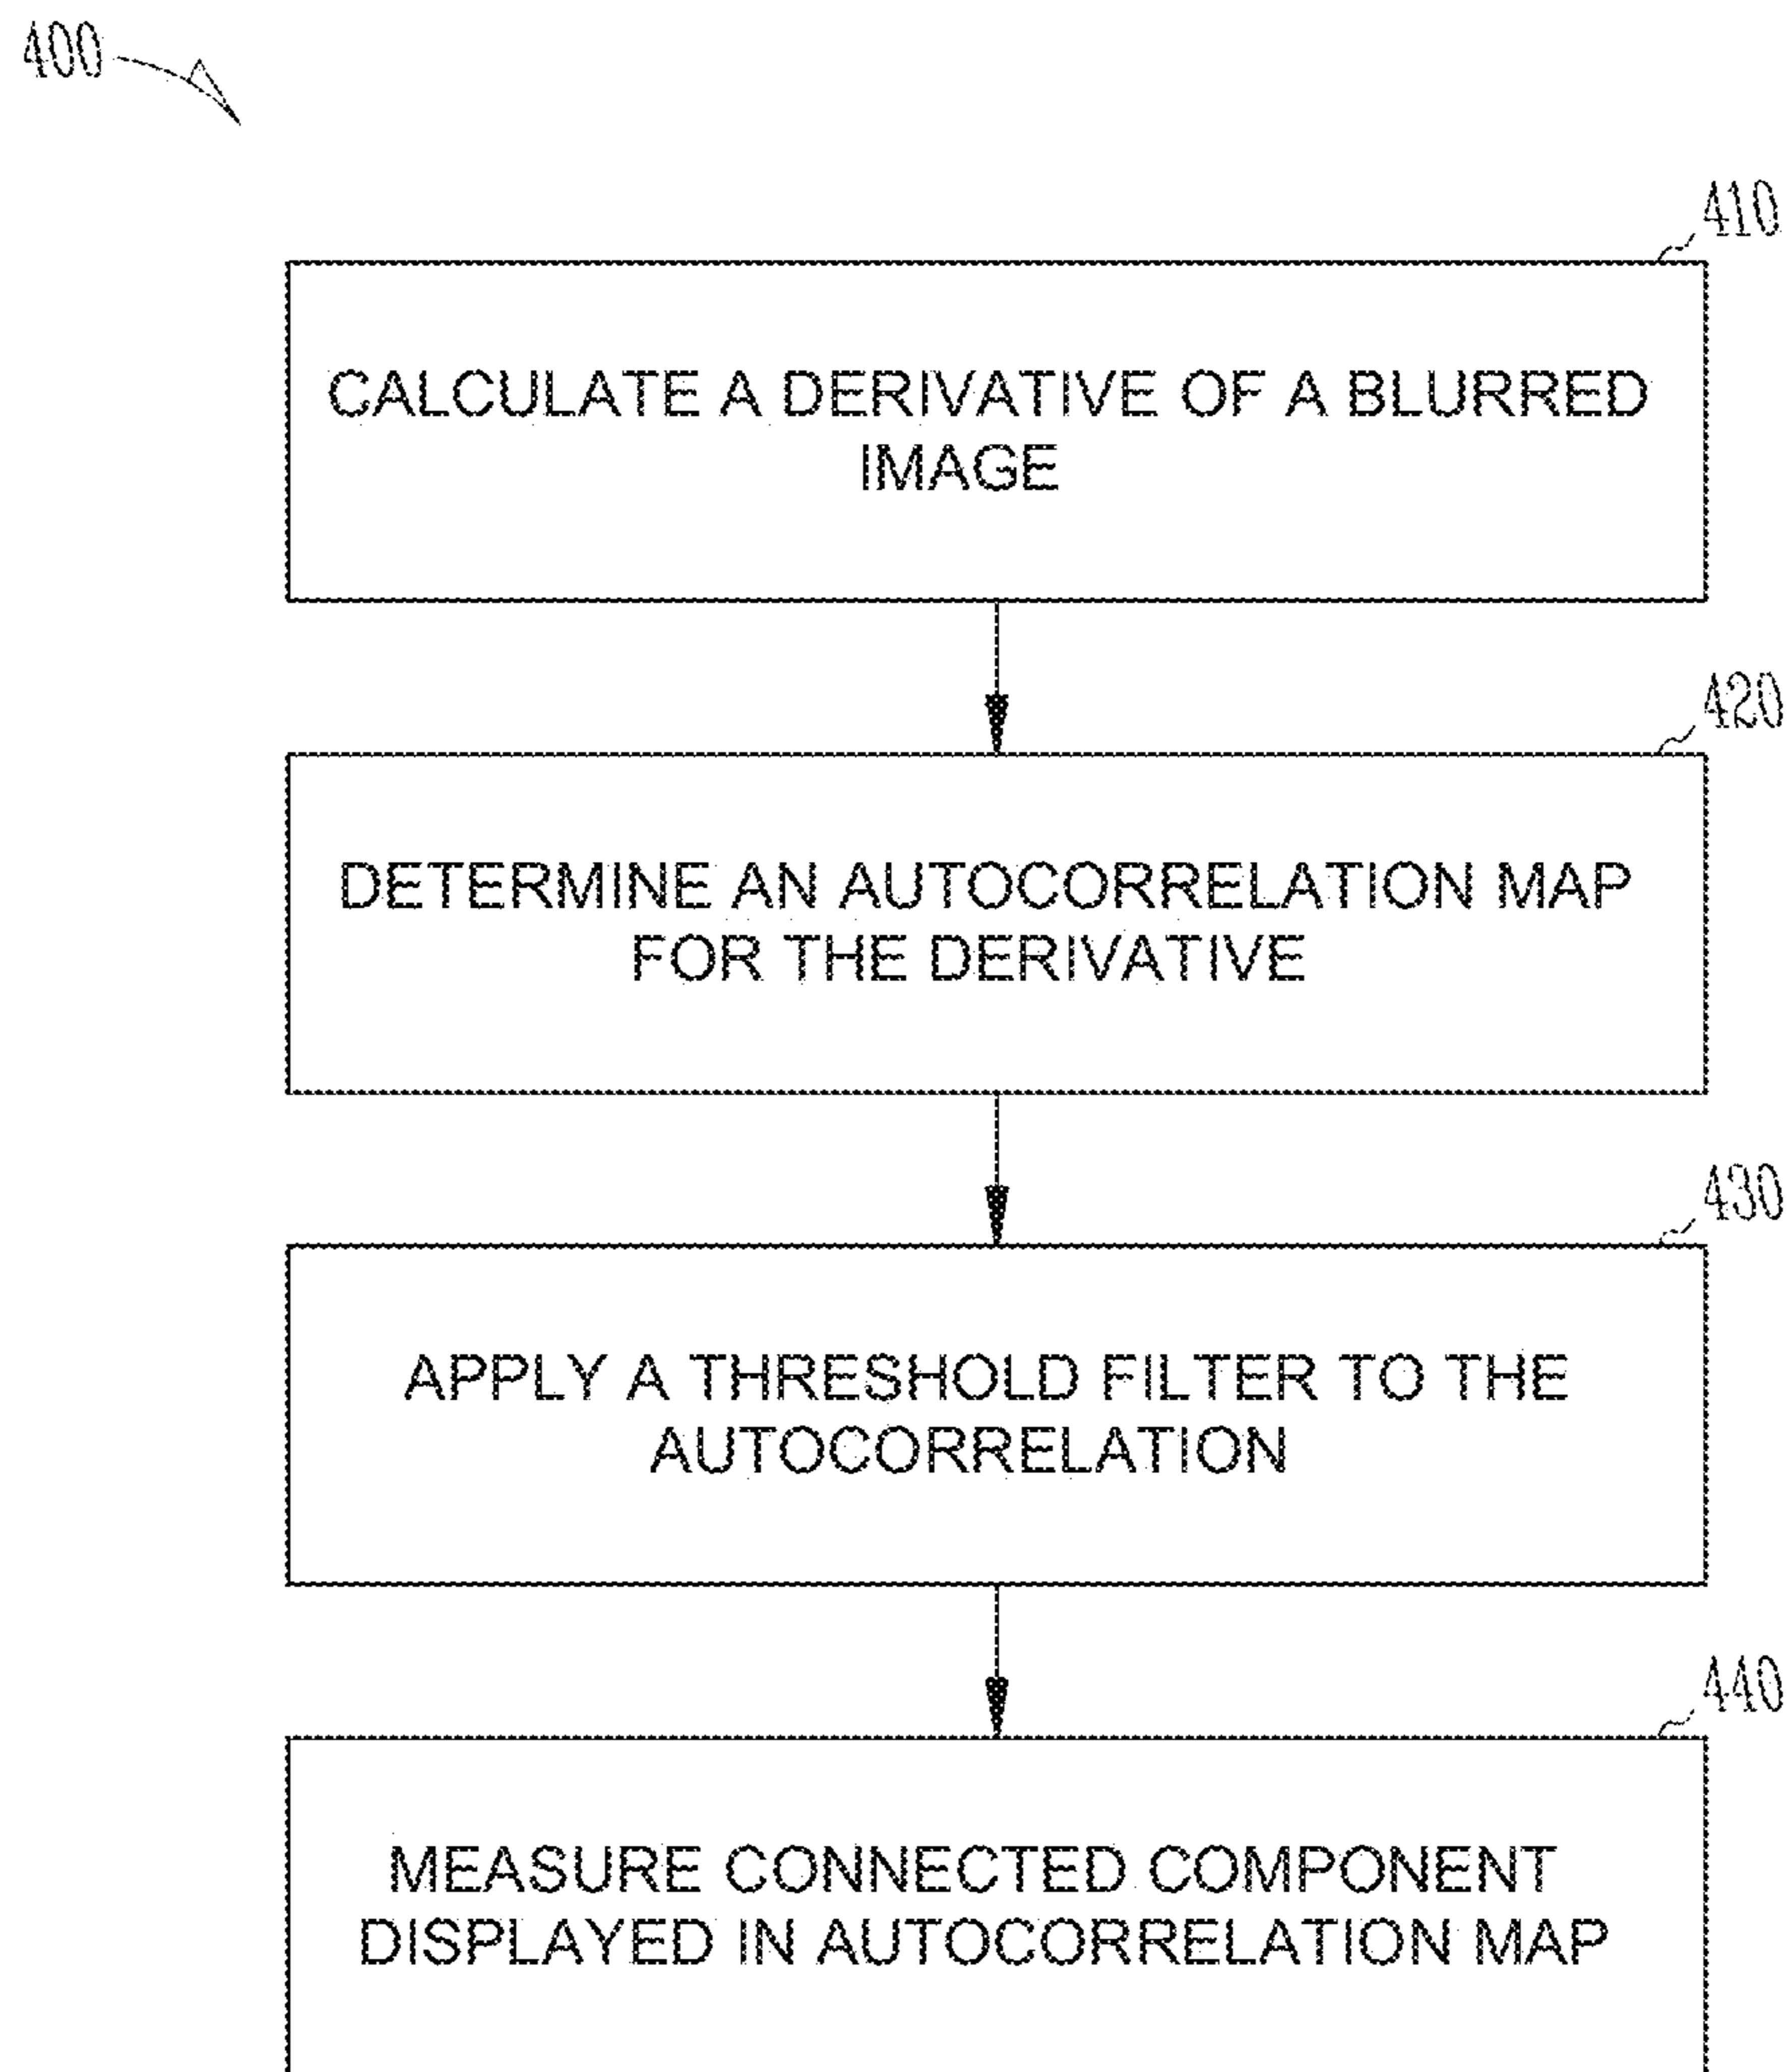 400
410
CALCULATE A DERIVATIVE OF A BLURRED
IMAGE
420
DETERMINE AN AUTOCORRELATION MAP
FOR THE DERIVATIVE
430
APPLY A THRESHOLD FILTER TO THE
AUTOCORRELATION
440
MEASURE CONNECTED COMPONENT
DISPLAYED IN AUTOCORRELATION MAP